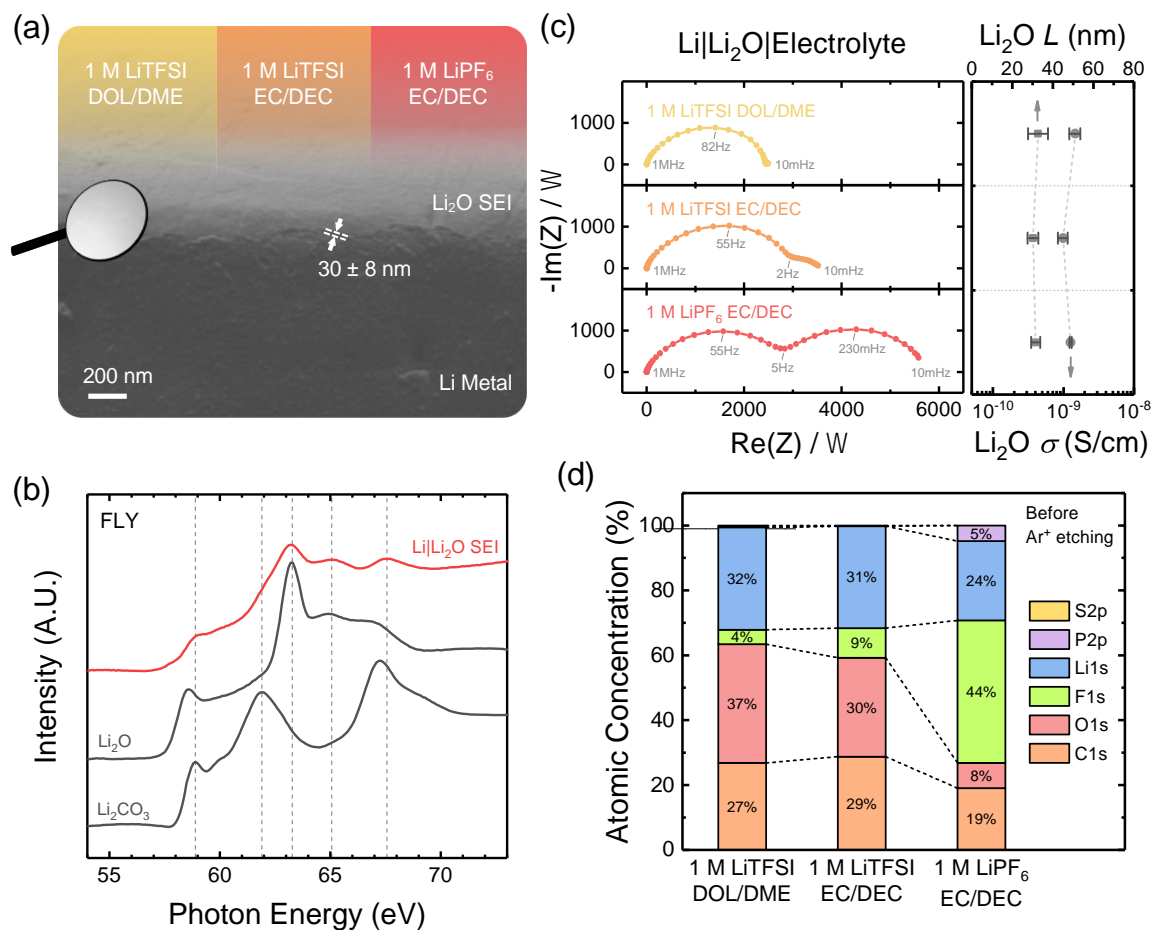 (a)
1 M LiTFSI
DOL/DME
1 M LiTFSI
EC/DEC
1 M LiPF6
EC/DEC
Li2O SEI
30 ± 8 nm
200 nm
Li Metal
(b)
FLY
Li|Li2O SEI
Li2O
Li2CO3
Intensity (A.U.)
55
60
65
70
Photon Energy (eV)
(c)
Li|Li2O|Electrolyte
1 M LiTFSI DOL/DME
1000
0
82Hz
1MHz
10mHz
1 M LiTFSI EC/DEC
1000
0
55Hz
1MHz
2Hz
10mHz
1 M LiPF6 EC/DEC
1000
0
55Hz
1MHz
5Hz
230mHz
10mHz
-Im(Z) / W
0
2000
4000
6000
Re(Z) / W
Li2O L (nm)
0
20
40
60
80
10-10
10-9
10-8
Li2O σ (S/cm)
(d)
Atomic Concentration (%)
100
80
60
40
20
0
32%
4%
37%
27%
31%
9%
30%
29%
5%
24%
44%
8%
19%
Before
Ar+ etching
S2p
P2p
Li1s
F1s
O1s
C1s
1 M LiTFSI
DOL/DME
1 M LiTFSI
EC/DEC
1 M LiPF6
EC/DEC